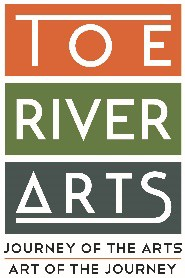 TOE
RIVER
ARTS
JOURNEY OF THE ARTS
ART OF THE JOURNEY